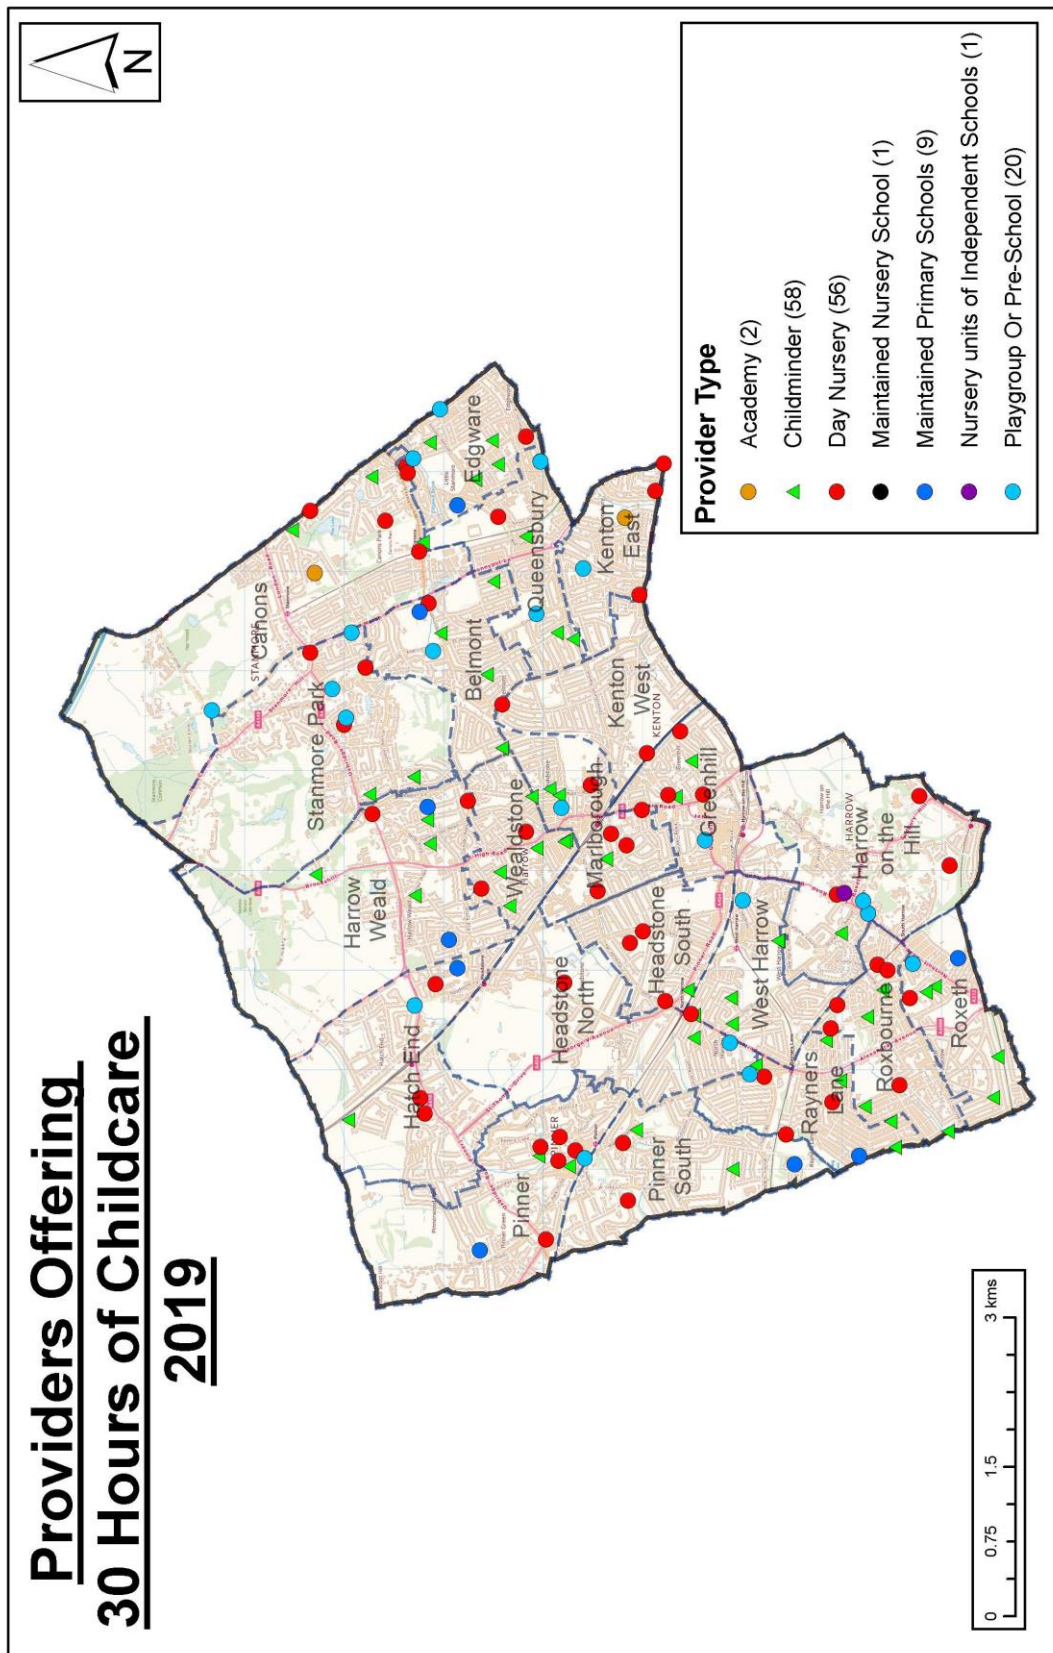 Providers Offering
30 Hours of Childcare
2019
N
Provider Type
Academy (2)
Childminder (58)
Day Nursery (56)
Maintained Nursery School (1)
Maintained Primary Schools (9)
Nursery units of Independent Schools (1)
Playgroup Or Pre-School (20)
STANMORE
Canons
Stanmore Park
Harrow
Weald
Hatch End
Edgware
Belmont
Queensbury
Wealdstone
Pinner
PINNER
Headstone
North
Marlborough
Kenton
East
Kenton
West
KENTON
Headstone
South
Greenhill
Pinner
South
West Harrow
Rayners
Lane
HARROW
Harrow
on the
Hill
Roxbourne
Roxeth
0 0.75 1.5 3 kms